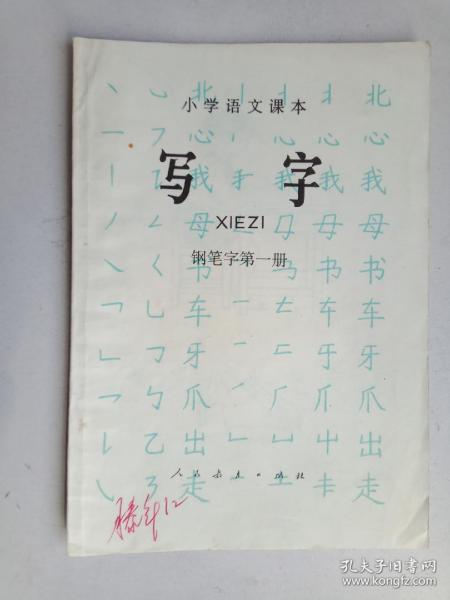 小学语文课本
写字
XIEZI
钢笔字第一册
北
心
我
母
书
车
牙
爪
出
走
人民教育出版社
孔夫子旧书网
www.kongfz.com